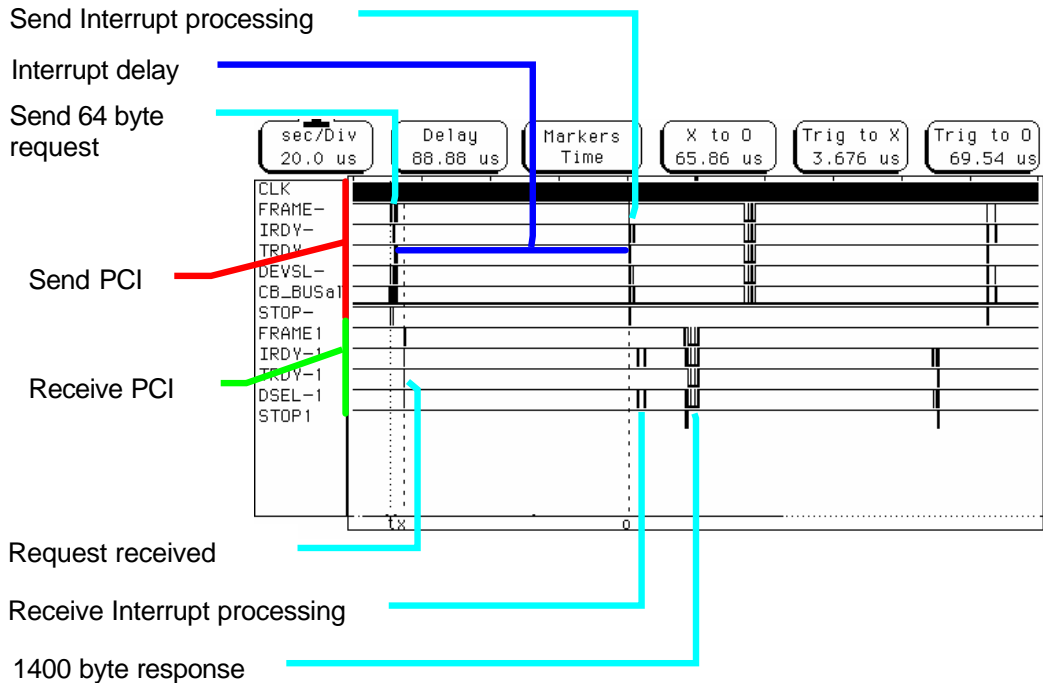 Send Interrupt processing
Interrupt delay
Send 64 byte
request
sec/Div
20.0 us
Delay
88.88 us
Markers
Time
X to O
65.86 us
Trig to X
3.676 us
Trig to O
69.54 us
CLK
FRAME-
IRDY-
TRDY-
DEVSL-
CB_BUSal
STOP-
FRAME1
IRDY-1
TRDY-1
DSEL-1
STOP1
Send PCI
Receive PCI
tx
o
Request received
Receive Interrupt processing
1400 byte response